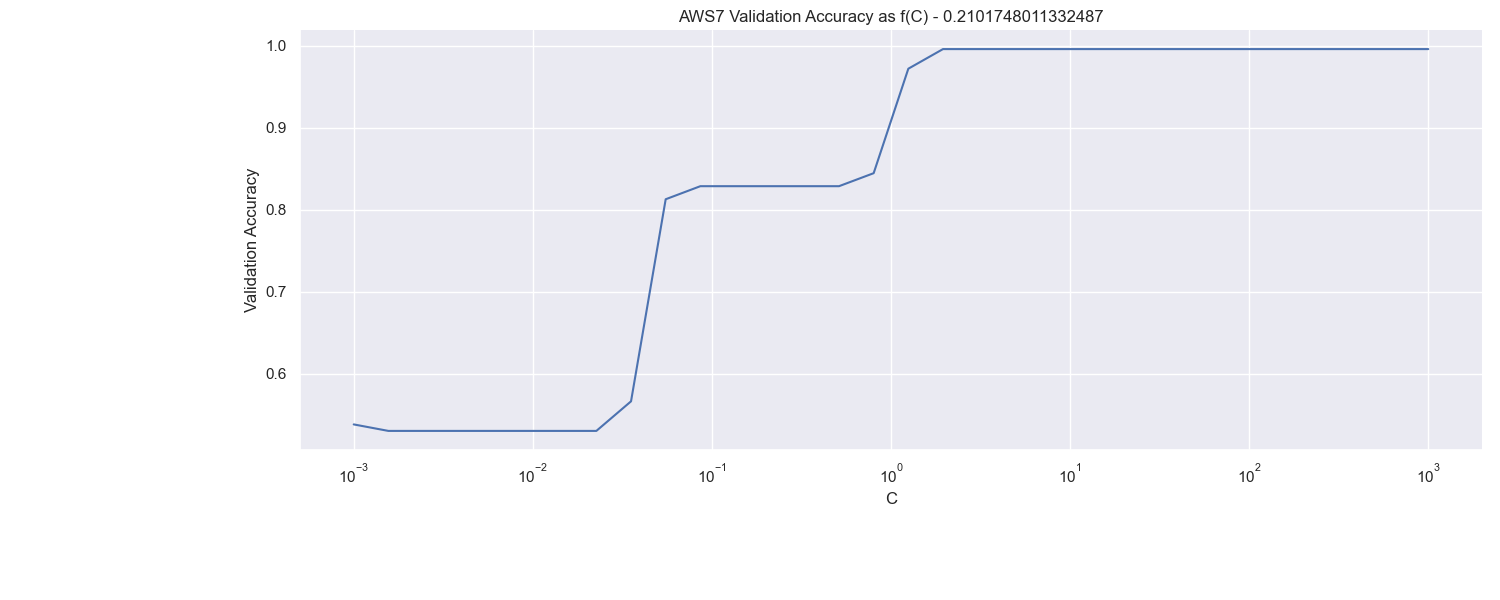 AWS7 Validation Accuracy as f(C) - 0.2101748011332487
1.0
0.9
0.8
0.7
0.6
Validation Accuracy
10⁻³ 10⁻² 10⁻¹ 10⁰ 10¹ 10² 10³
C